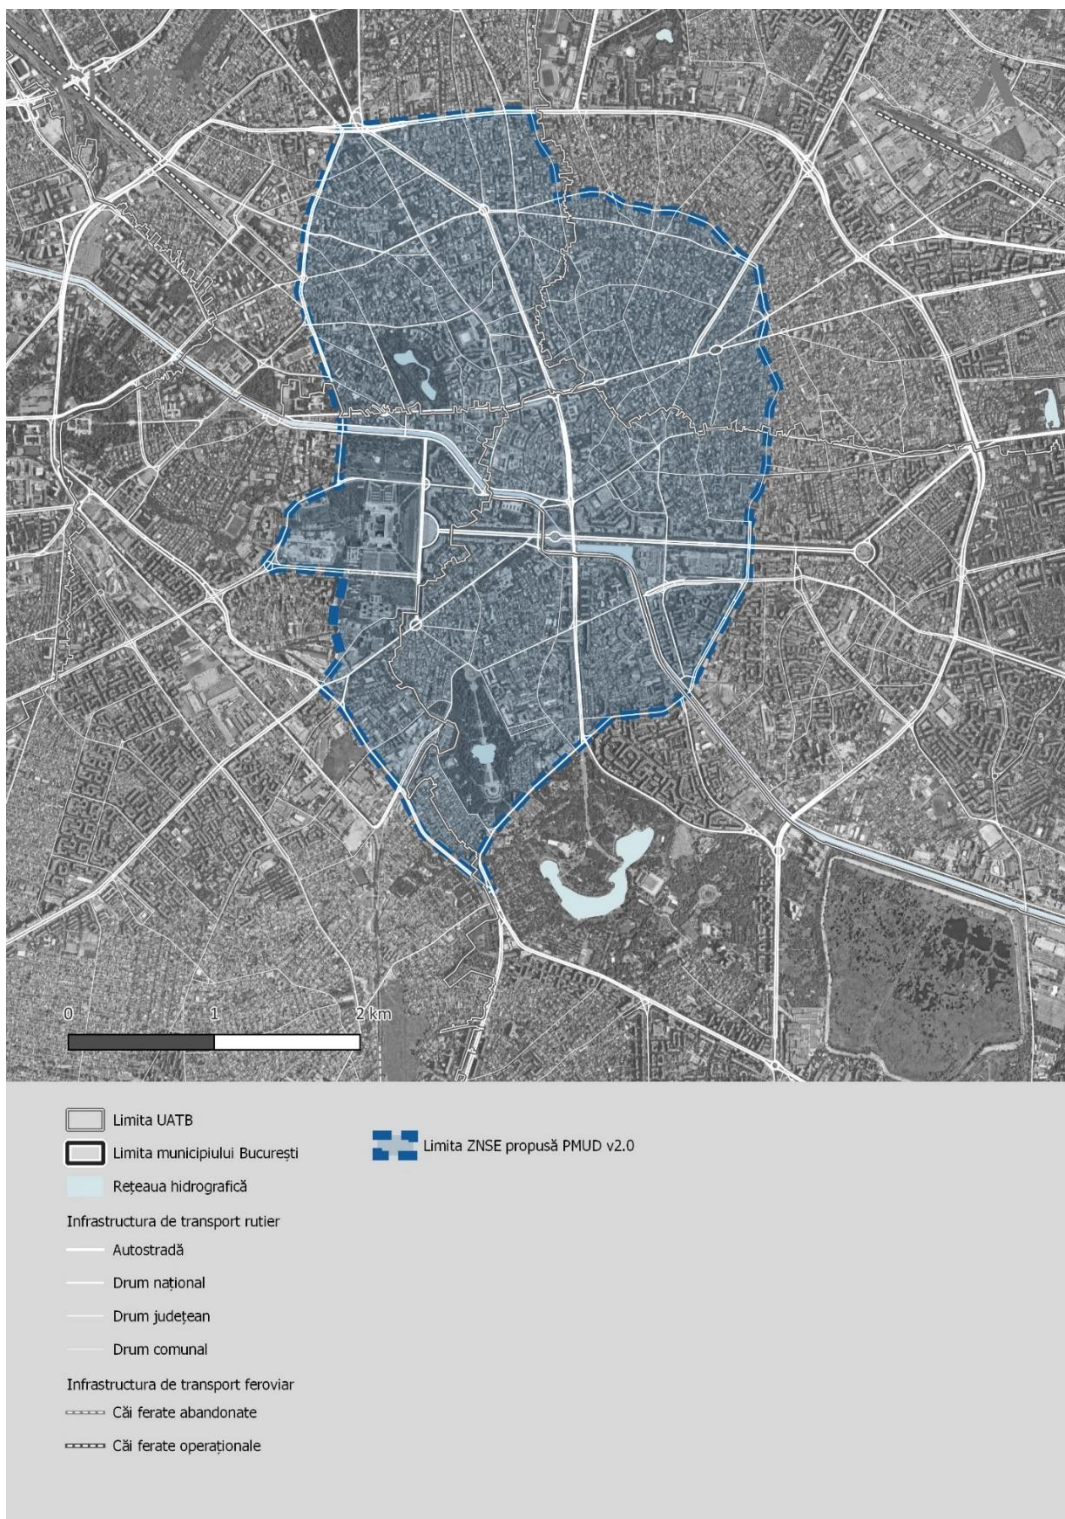 0 1 2 km
Limita UATB
Limita municipiului București
Rețeaua hidrografică
Infrastructura de transport rutier
Autostradă
Drum național
Drum județean
Drum comunal
Infrastructura de transport feroviar
Căi ferate abandonate
Căi ferate operaționale
Limita ZNSE propusă PMUD v2.0